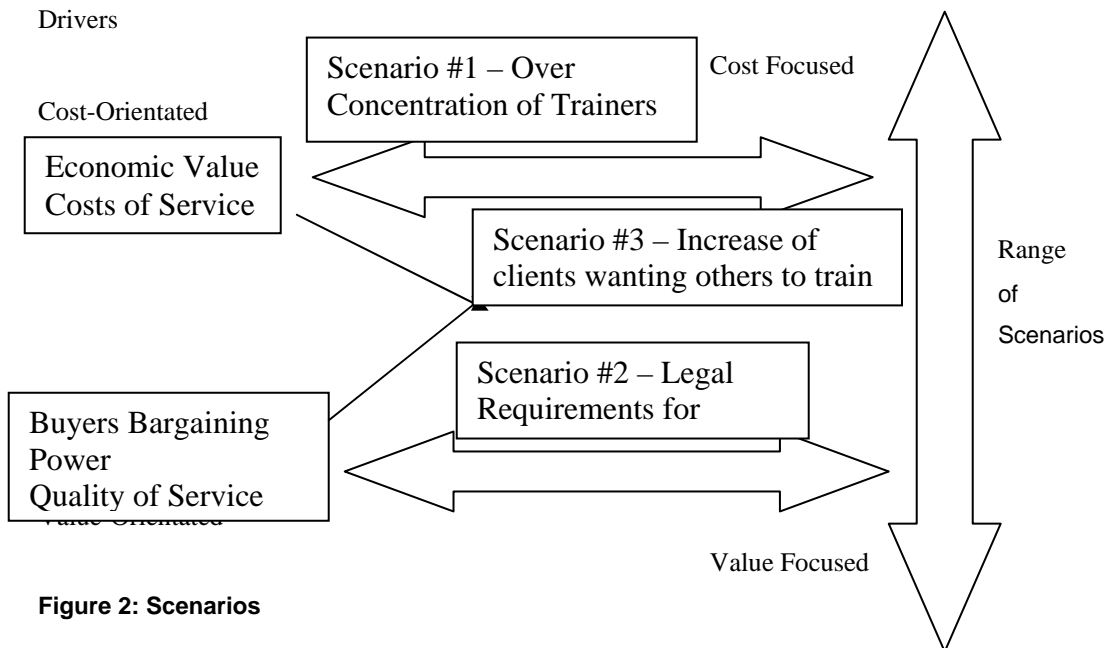 Drivers
Scenario #1 – Over
Concentration of Trainers
Cost Focused
Cost-Orientated
Economic Value
Costs of Service
Scenario #3 – Increase of
clients wanting others to train
Range
of
Scenarios
Scenario #2 – Legal
Requirements for
Buyers Bargaining
Power
Quality of Service
Value-Orientated
Value Focused
Figure 2: Scenarios